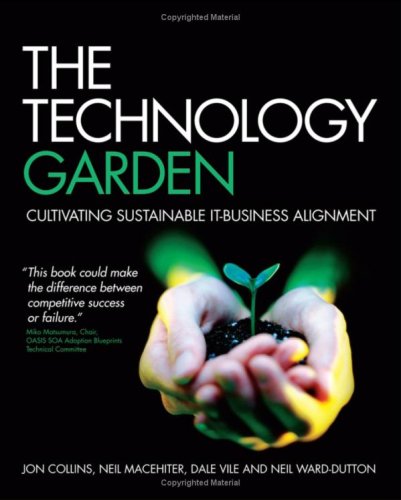 Copyrighted Material
THE
TECHNOLOGY
GARDEN
CULTIVATING SUSTAINABLE IT-BUSINESS ALIGNMENT
“This book could make
the difference between
competitive success
or failure.”
Miko Matsumura, Chair,
OASIS SOA Adoption Blueprints
Technical Committee
JON COLLINS, NEIL MACEHITER, DALE VILE AND NEIL WARD-DUTTON
Copyrighted Material